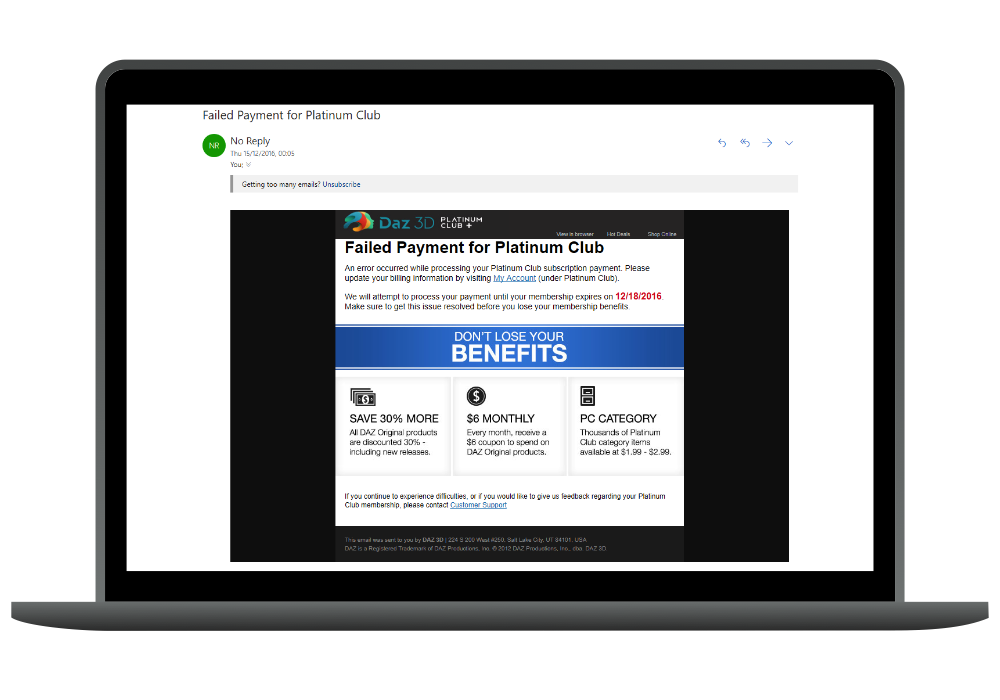 Failed Payment for Platinum Club
NR
No Reply
Thu 15/12/2016, 00:05
You;
Getting too many emails? Unsubscribe
Daz 3D PLATINUM
CLUB +
View in browser Hot Deals Shop Online
Failed Payment for Platinum Club
An error occurred while processing your Platinum Club subscription payment. Please
update your billing information by visiting My Account (under Platinum Club).
We will attempt to process your payment until your membership expires on 12/18/2016.
Make sure to get this issue resolved before you lose your membership benefits.
DON'T LOSE YOUR
BENEFITS
SAVE 30% MORE
All DAZ Original products
are discounted 30% -
including new releases.
$6 MONTHLY
Every month, receive a
$6 coupon to spend on
DAZ Original products.
PC CATEGORY
Thousands of Platinum
Club category items
available at $1.99 - $2.99.
If you continue to experience difficulties, or if you would like to give us feedback regarding your Platinum
Club membership, please contact Customer Support
This email was sent to you by DAZ 3D | 224 S 200 West #250, Salt Lake City, UT 84101, USA
DAZ is a Registered Trademark of DAZ Productions, Inc. © 2012 DAZ Productions, Inc., dba. DAZ 3D